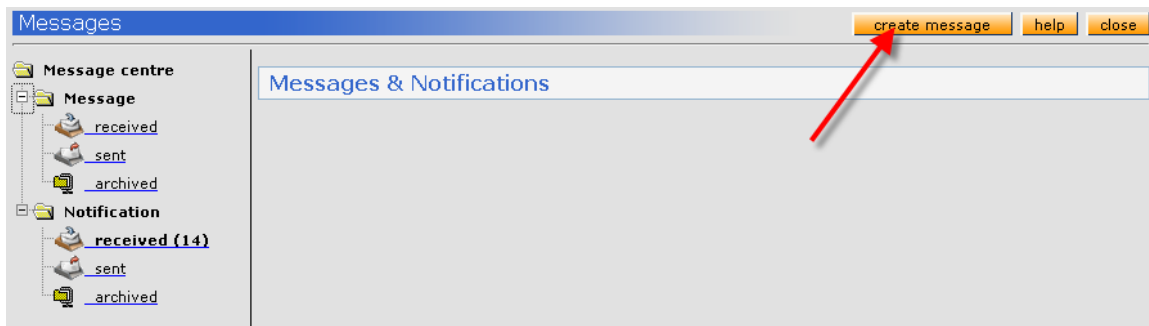 Messages
create message help close
Message centre
Messages & Notifications
Message
received
sent
archived
Notification
received (14)
sent
archived